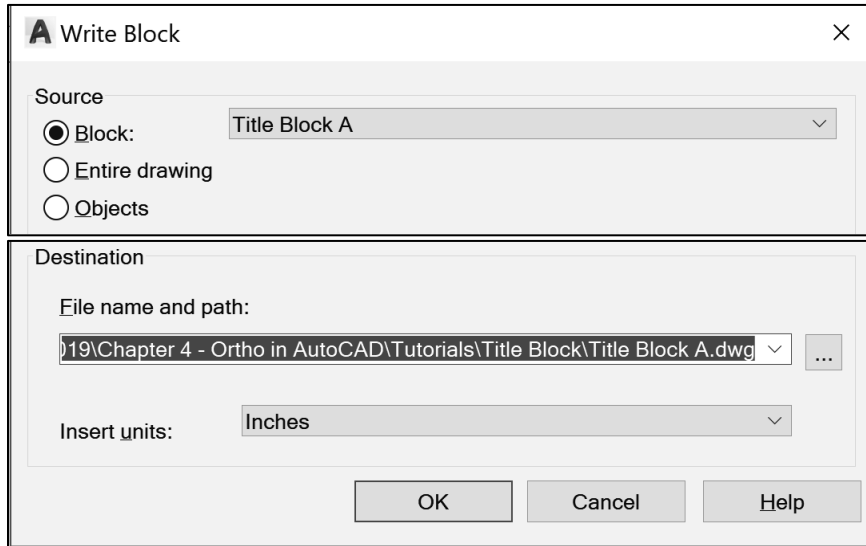 Write Block
Source
Block:
Title Block A
Entire drawing
Objects
Destination
File name and path:
)19\Chapter 4 - Ortho in AutoCAD\Tutorials\Title Block\Title Block A.dwg
...
Insert units:
Inches
OK
Cancel
Help